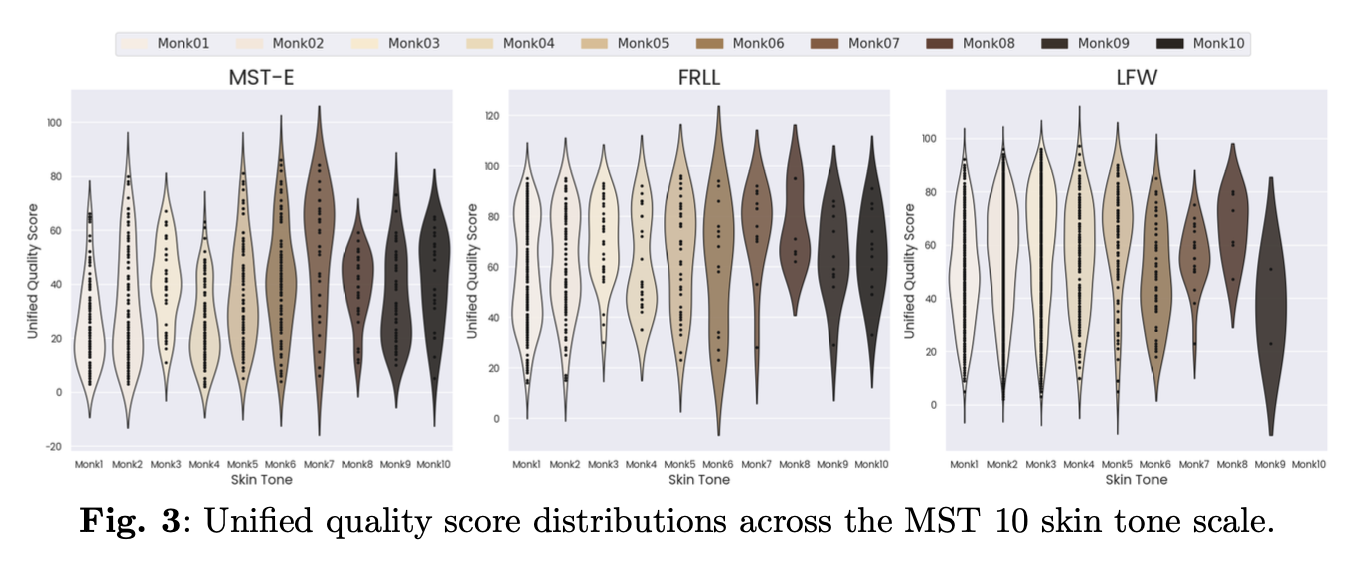 Monk01 Monk02 Monk03 Monk04 Monk05 Monk06 Monk07 Monk08 Monk09 Monk10
MST-E
Unified Quality Score
100
80
60
40
20
0
-20
Monk1 Monk2 Monk3 Monk4 Monk5 Monk6 Monk7 Monk8 Monk9 Monk10
Skin Tone
FRLL
Unified Quality Score
120
100
80
60
40
20
0
Monk1 Monk2 Monk3 Monk4 Monk5 Monk6 Monk7 Monk8 Monk9 Monk10
Skin Tone
LFW
Unified Quality Score
100
80
60
40
20
0
Monk1 Monk2 Monk3 Monk4 Monk5 Monk6 Monk7 Monk8 Monk9 Monk10
Skin Tone
Fig. 3: Unified quality score distributions across the MST 10 skin tone scale.